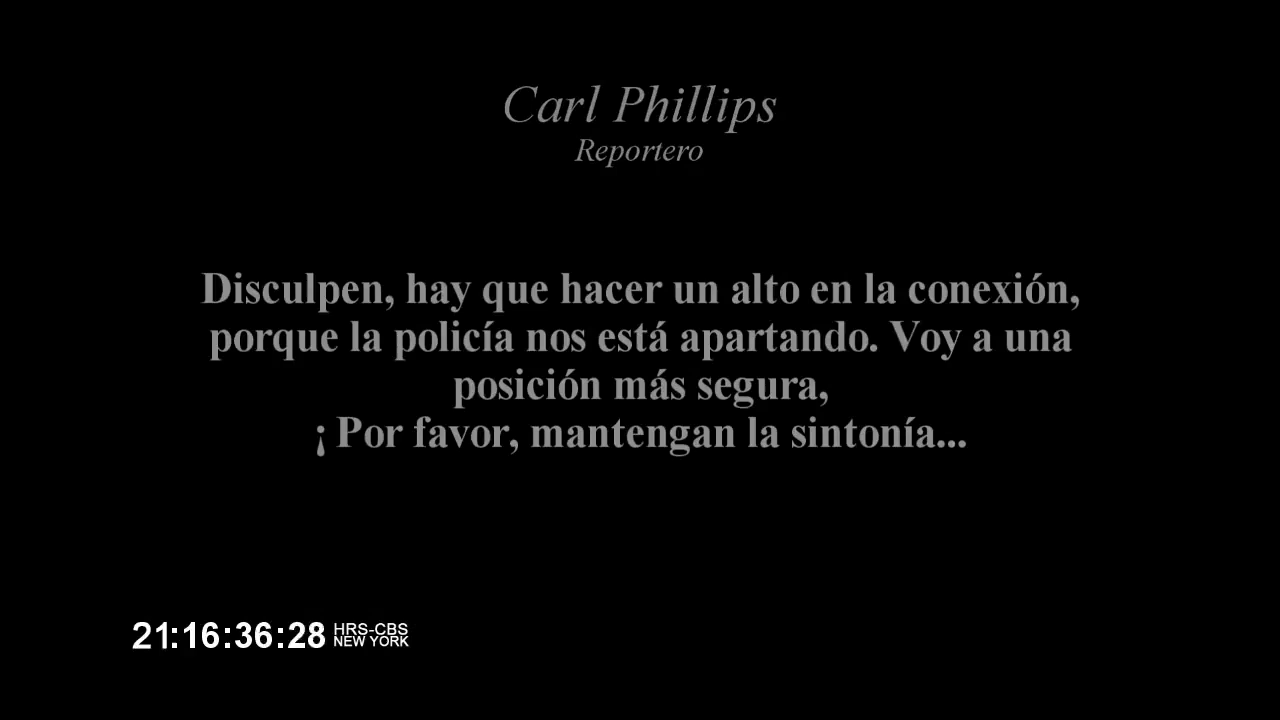 Carl Phillips
Reportero
Disculpen, hay que hacer un alto en la conexión,
porque la policía nos está apartando. Voy a una
posición más segura,
¡ Por favor, mantengan la sintonía...
21:16:36:28 HRS-CBS
NEW YORK